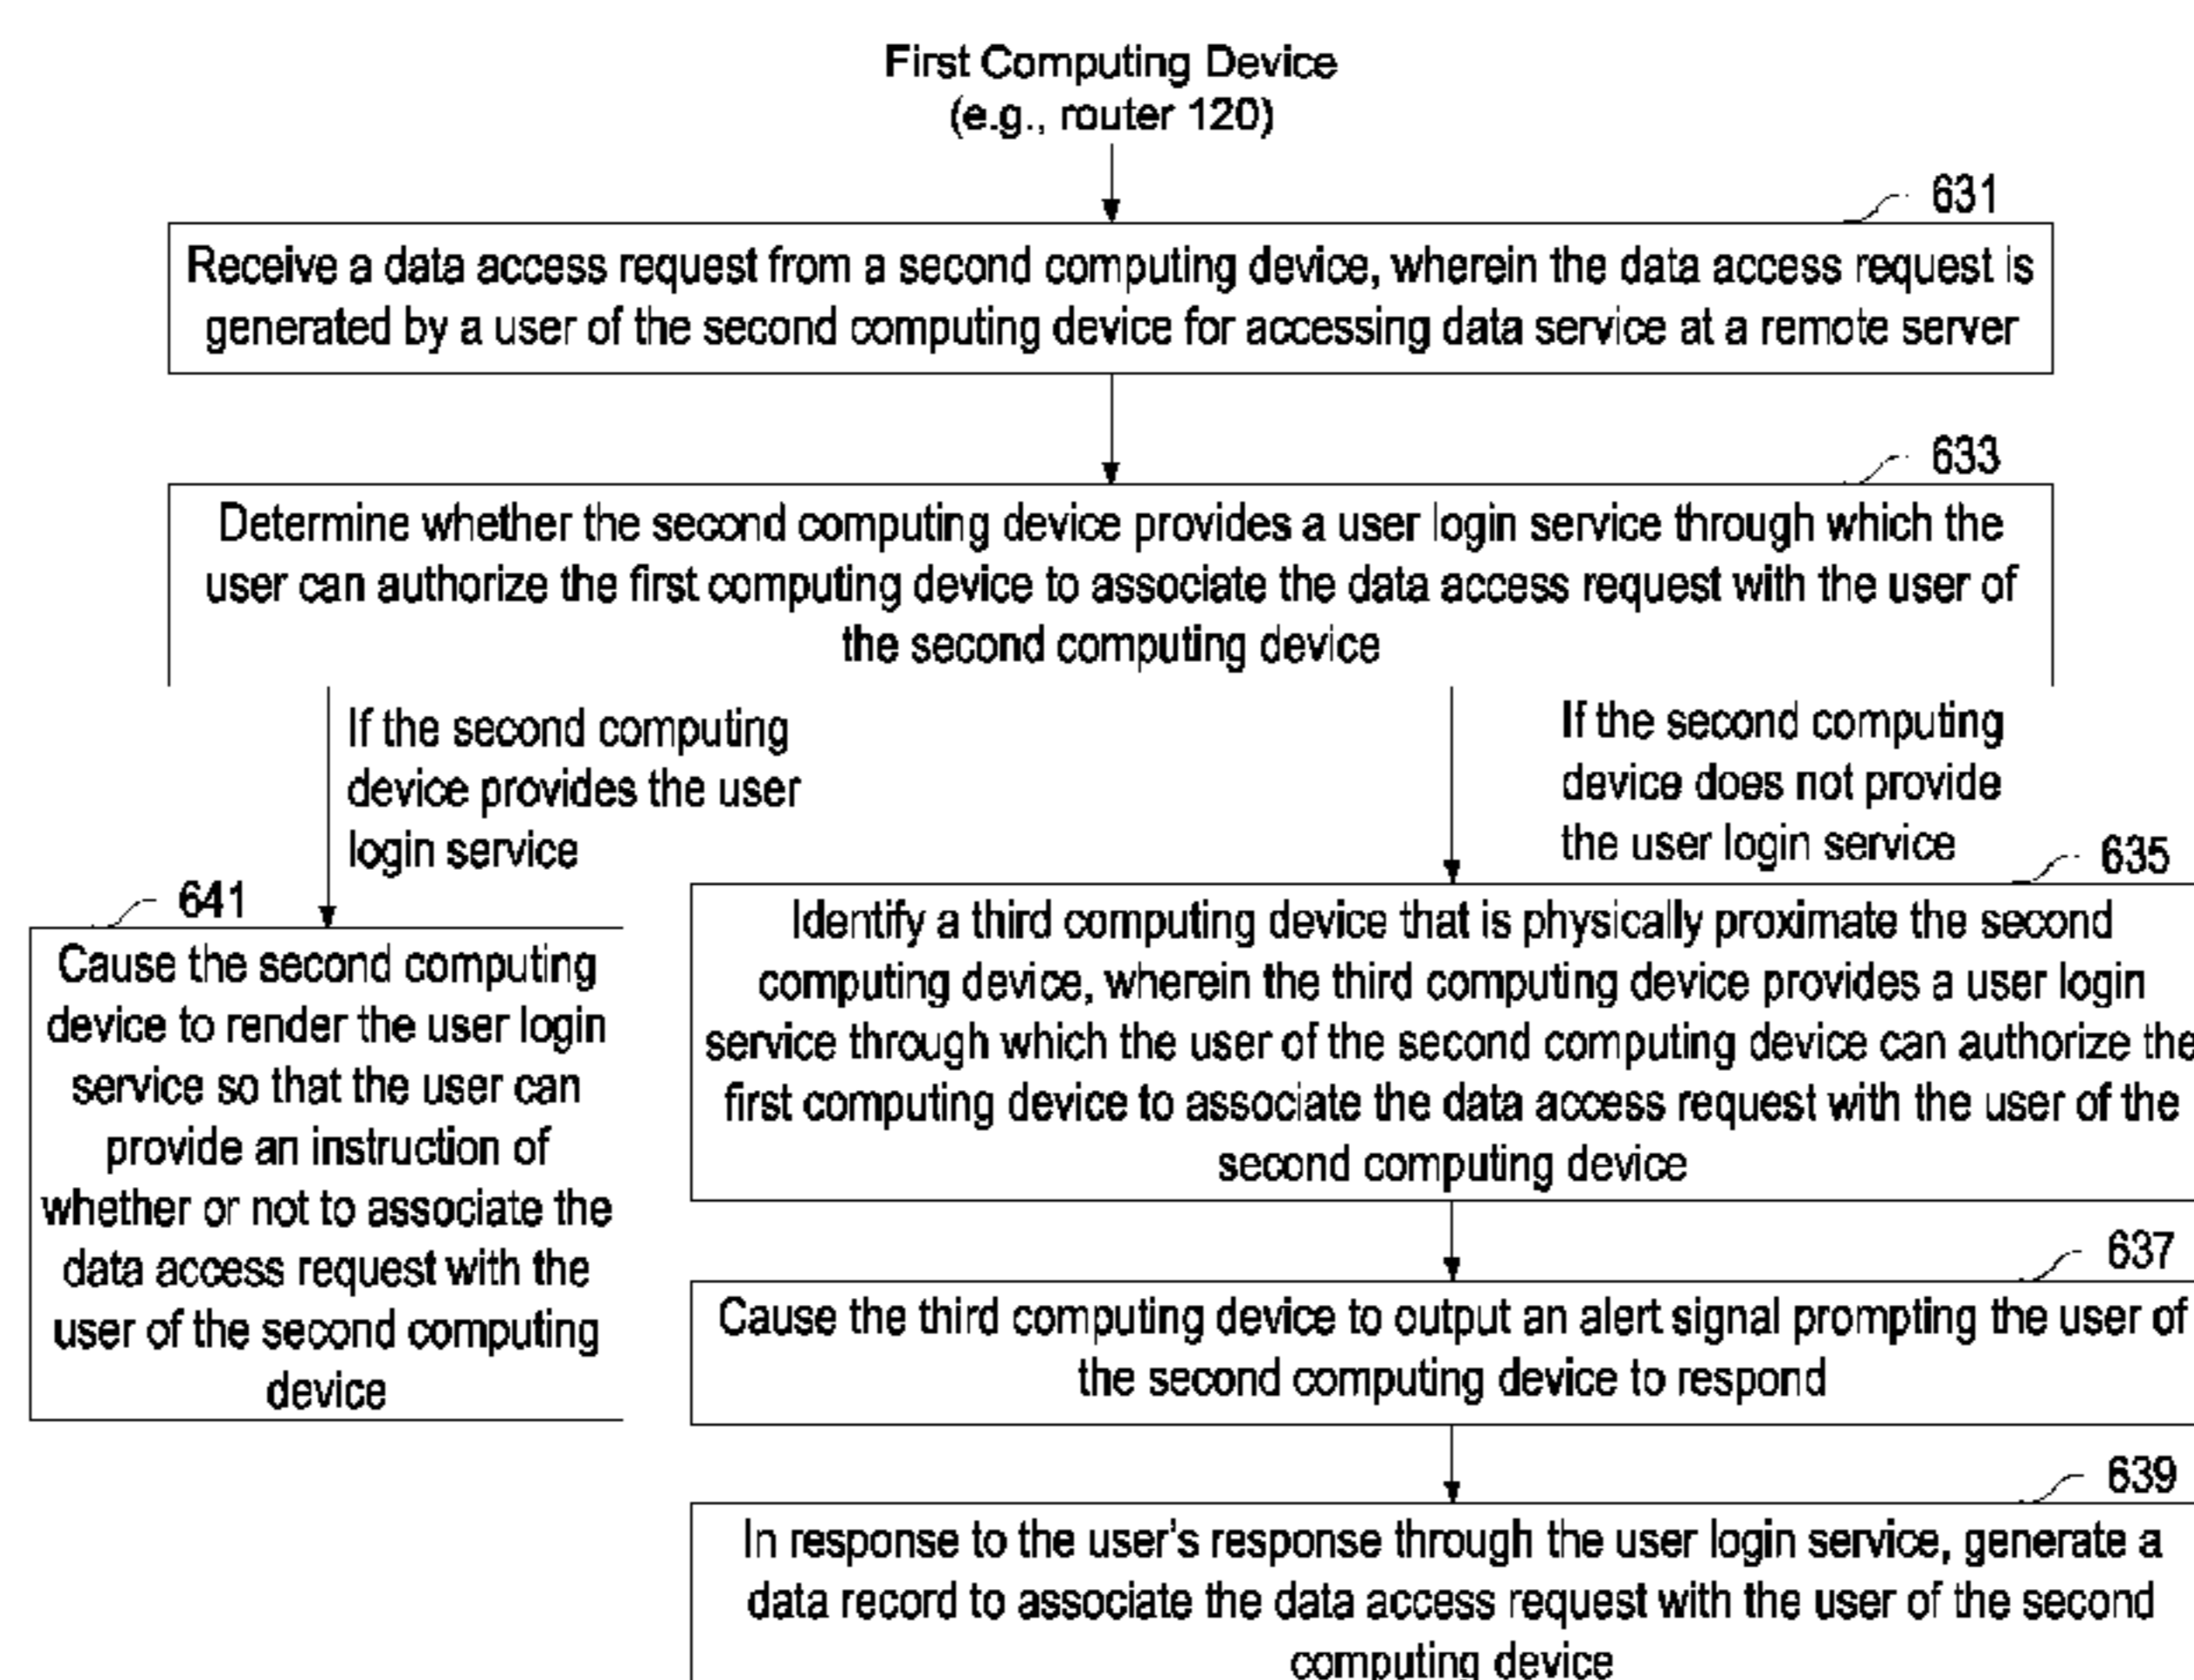 First Computing Device
(e.g., router 120)
631
Receive a data access request from a second computing device, wherein the data access request is
generated by a user of the second computing device for accessing data service at a remote server
633
Determine whether the second computing device provides a user login service through which the
user can authorize the first computing device to associate the data access request with the user of
the second computing device
If the second computing
device provides the user
login service
If the second computing
device does not provide
the user login service
641
Cause the second computing
device to render the user login
service so that the user can
provide an instruction of
whether or not to associate the
data access request with the
user of the second computing
device
635
Identify a third computing device that is physically proximate the second
computing device, wherein the third computing device provides a user login
service through which the user of the second computing device can authorize the
first computing device to associate the data access request with the user of the
second computing device
637
Cause the third computing device to output an alert signal prompting the user of
the second computing device to respond
639
In response to the user's response through the user login service, generate a
data record to associate the data access request with the user of the second
computing device